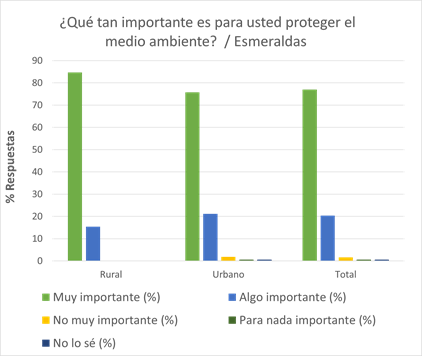 ¿Qué tan importante es para usted proteger el
medio ambiente?  / Esmeraldas
% Respuestas
90
80
70
60
50
40
30
20
10
0
Rural Urbano Total
Muy importante (%) Algo importante (%)
No muy importante (%) Para nada importante (%)
No lo sé (%)